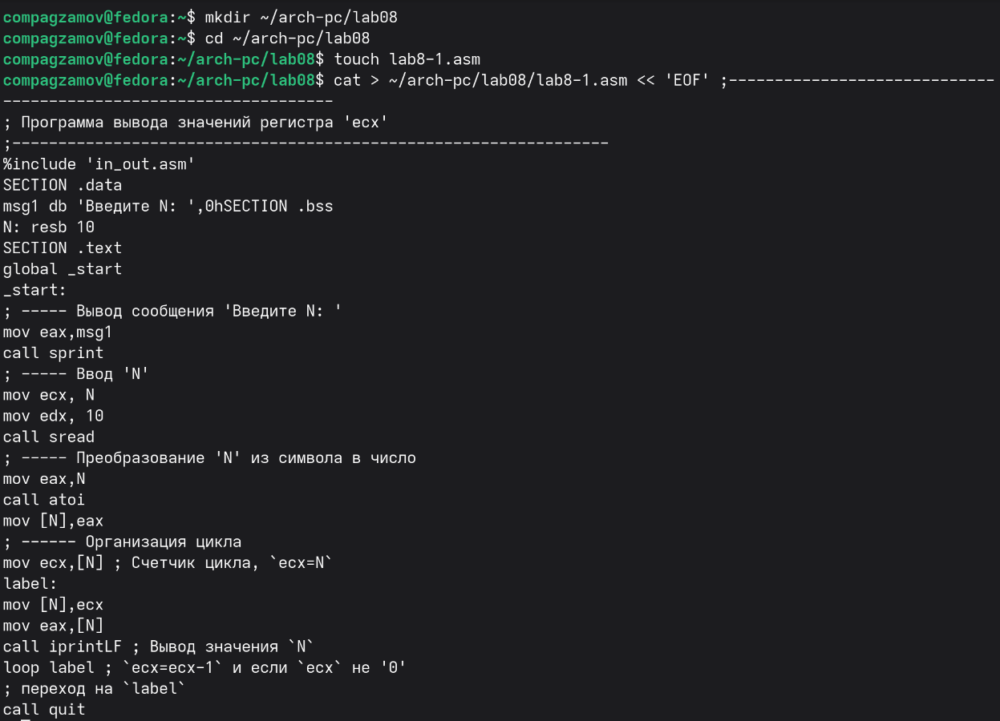 compagzamov@fedora:~$ mkdir ~/arch-pc/lab08
compagzamov@fedora:~$ cd ~/arch-pc/lab08
compagzamov@fedora:~/arch-pc/lab08$ touch lab8-1.asm
compagzamov@fedora:~/arch-pc/lab08$ cat > ~/arch-pc/lab08/lab8-1.asm << 'EOF' ;-----------------------------
------------------------------------
; Программа вывода значений регистра 'ecx'
;-----------------------------------------------------------------
%include 'in_out.asm'
SECTION .data
msg1 db 'Введите N: ',0hSECTION .bss
N: resb 10
SECTION .text
global _start
_start:
; ----- Вывод сообщения 'Введите N: '
mov eax,msg1
call sprint
; ----- Ввод 'N'
mov ecx, N
mov edx, 10
call sread
; ----- Преобразование 'N' из символа в число
mov eax,N
call atoi
mov [N],eax
; ------ Организация цикла
mov ecx,[N] ; Счетчик цикла, `ecx=N`
label:
mov [N],ecx
mov eax,[N]
call iprintLF ; Вывод значения `N`
loop label ; `ecx=ecx-1` и если `ecx` не '0'
; переход на `label`
call quit